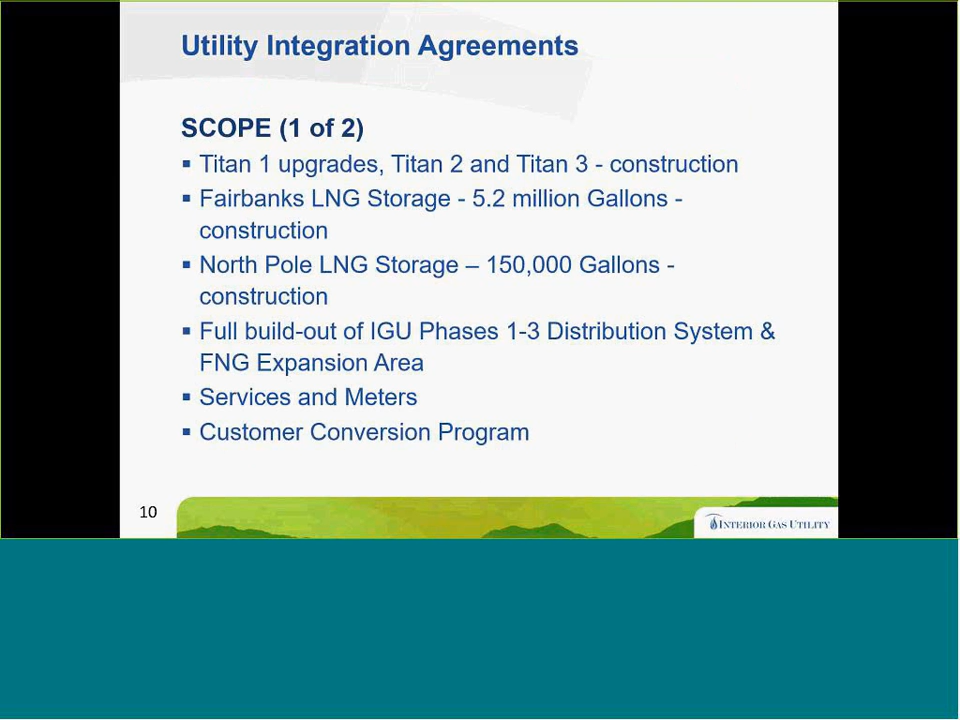 Utility Integration Agreements
SCOPE (1 of 2)
▪ Titan 1 upgrades, Titan 2 and Titan 3 - construction
▪ Fairbanks LNG Storage - 5.2 million Gallons -
construction
▪ North Pole LNG Storage – 150,000 Gallons -
construction
▪ Full build-out of IGU Phases 1-3 Distribution System &
FNG Expansion Area
▪ Services and Meters
▪ Customer Conversion Program
10
INTERIOR GAS UTILITY